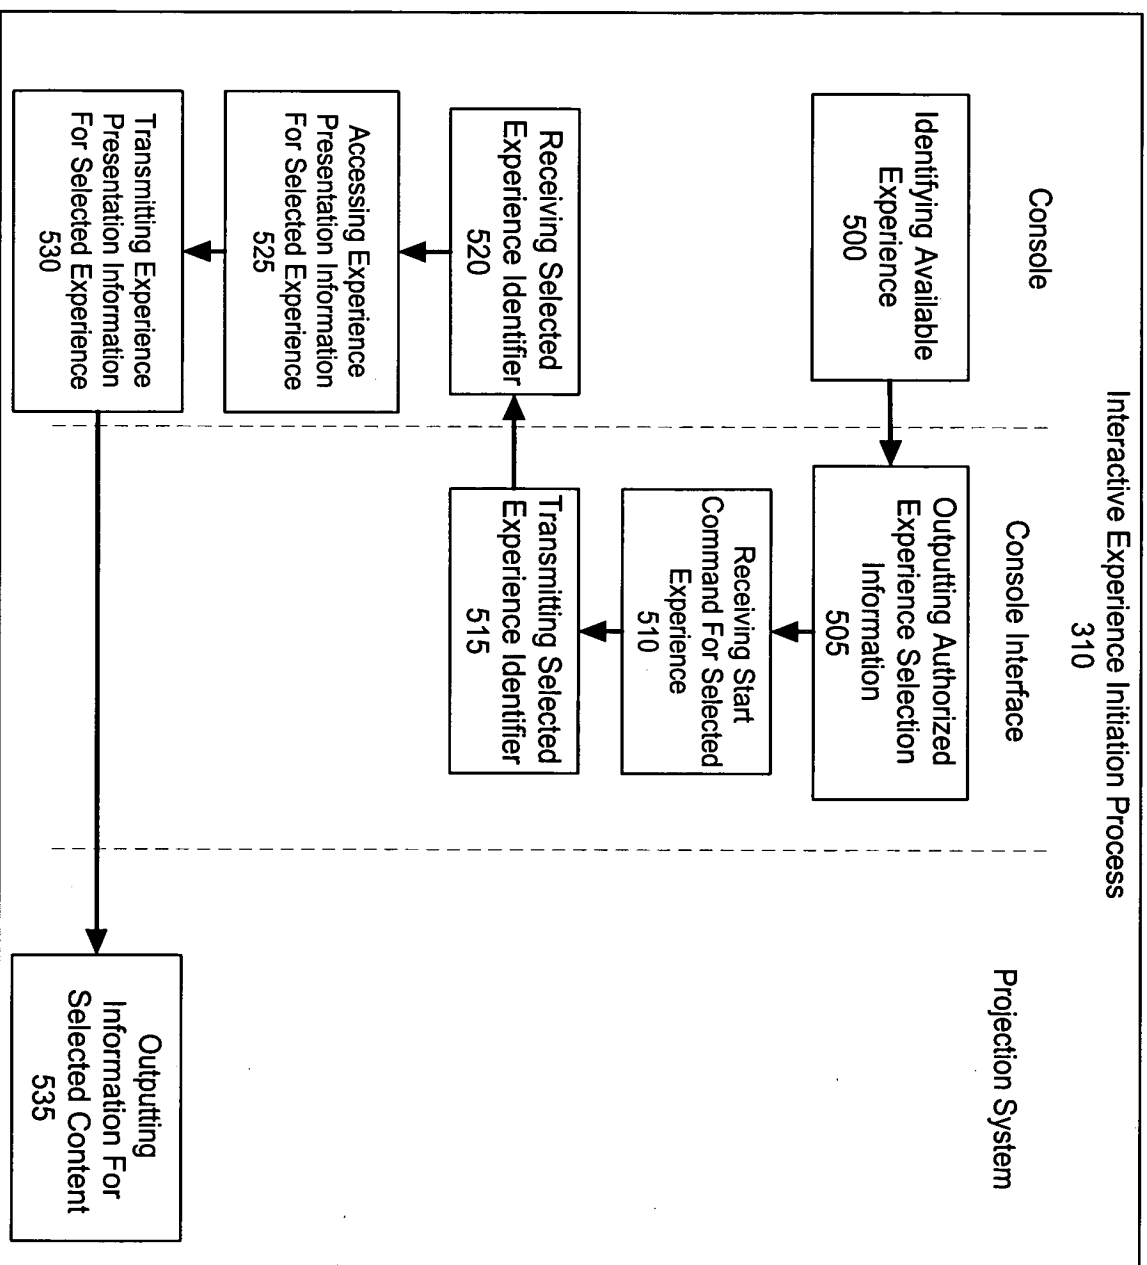 Interactive Experience Initiation Process
310
Console
Console Interface
Projection System
Identifying Available
Experience
500
Outputting Authorized
Experience Selection
Information
505
Receiving Start
Command For Selected
Experience
510
Transmitting Selected
Experience Identifier
515
Receiving Selected
Experience Identifier
520
Accessing Experience
Presentation Information
For Selected Experience
525
Transmitting Experience
Presentation Information
For Selected Experience
530
Outputting
Information For
Selected Content
535